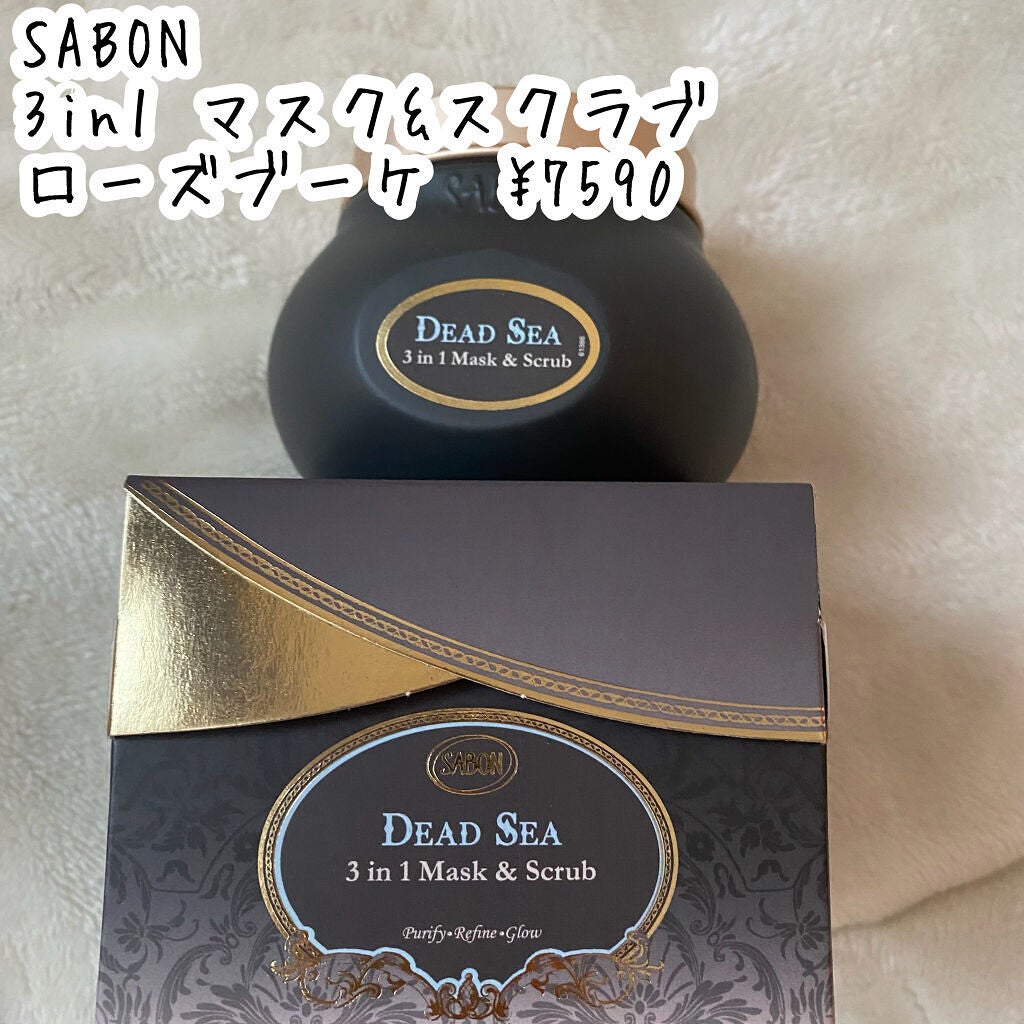 SABON
3in1 マスク&スクラブ
ローズブーケ ¥7590
DEAD SEA
3 in 1 Mask & Scrub
61386
SABON
DEAD SEA
3 in 1 Mask & Scrub
Purify•Refine•Glow